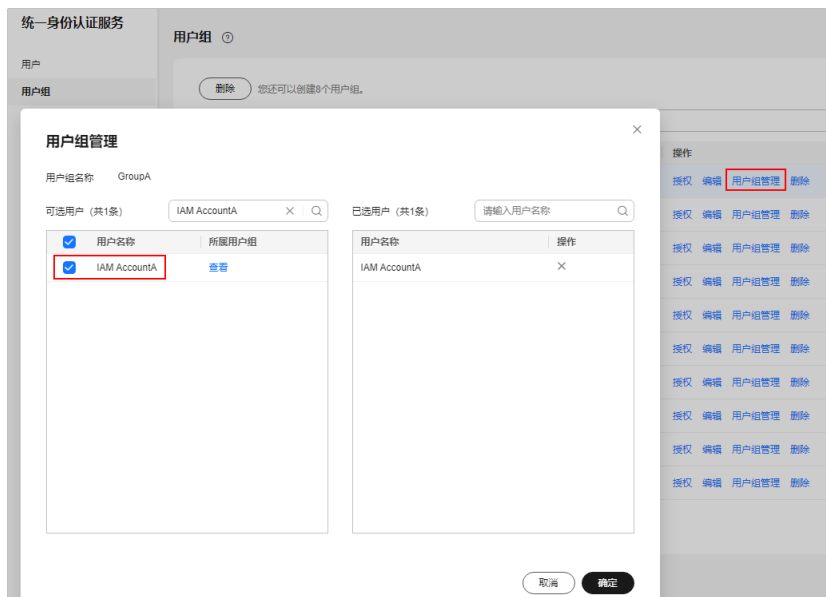 统一身份认证服务
用户组
用户
用户组
删除 您还可以创建8个用户组。
用户组管理
用户组名称 GroupA
可选用户（共1条） IAM AccountA
用户名称 所属用户组
IAM AccountA 查看
已选用户（共1条） 请输入用户名称
用户名称 操作
IAM AccountA
取消 确定
操作
授权 编辑 用户组管理 删除
授权 编辑 用户组管理 删除
授权 编辑 用户组管理 删除
授权 编辑 用户组管理 删除
授权 编辑 用户组管理 删除
授权 编辑 用户组管理 删除
授权 编辑 用户组管理 删除
授权 编辑 用户组管理 删除
授权 编辑 用户组管理 删除
授权 编辑 用户组管理 删除